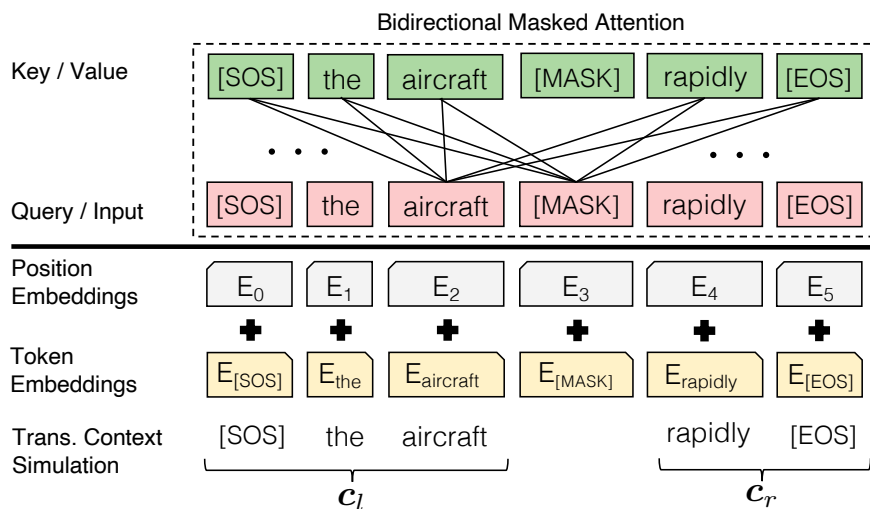 Bidirectional Masked Attention
Key / Value [SOS] the aircraft [MASK] rapidly [EOS]
. . . . . .
Query / Input [SOS] the aircraft [MASK] rapidly [EOS]
Position Embeddings E₀ E₁ E₂ E₃ E₄ E₅
+ + + + + +
Token Embeddings E[SOS] Ethe Eaircraft E[MASK] Erapidly E[EOS]
Trans. Context Simulation [SOS] the aircraft rapidly [EOS]
cₗ cᵣ